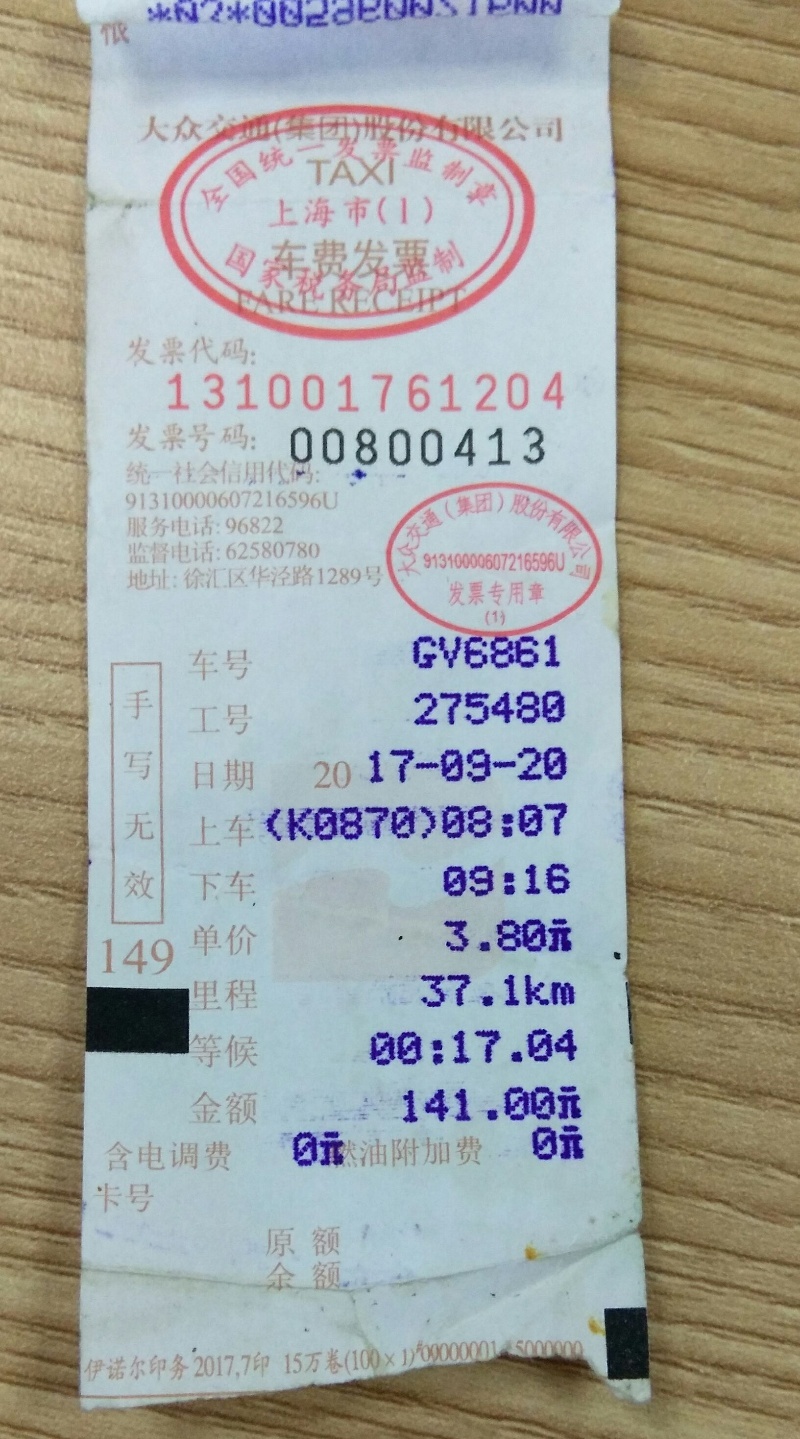 大众交通(集团)股份有限公司
全国统一发票监制章
TAXI
上海市(1)
车费发票
国家税务局监制
FARE RECEIPT
发票代码:
131001761204
发票号码: 00800413
统一社会信用代码:
91310000607216596U
服务电话: 96822
监督电话: 62580780
地址: 徐汇区华泾路1289号
大众交通(集团)股份有限公司
91310000607216596U
发票专用章
(1)
手写无效
车号 GV6861
工号 275480
日期 2017-09-20
上车 (K0870)08:07
下车 09:16
单价 3.80元
149
里程 37.1km
等候 00:17.04
金额 141.00元
含电调费 0元 燃油附加费 0元
卡号
原 额
余 额
伊诺尔印务 2017,7印 15万卷(100×1)